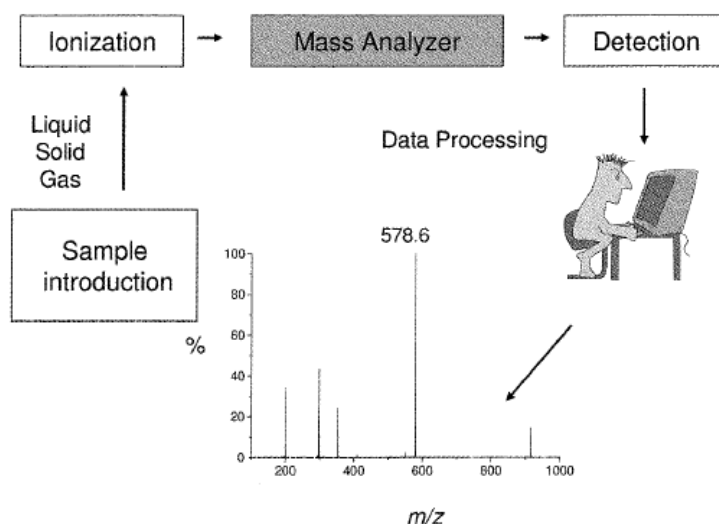 Ionization
Mass Analyzer
Detection
Liquid
Solid
Gas
Data Processing
Sample
introduction
578.6
100
80
60
%
40
20
0
200
400
600
800
1000
m/z